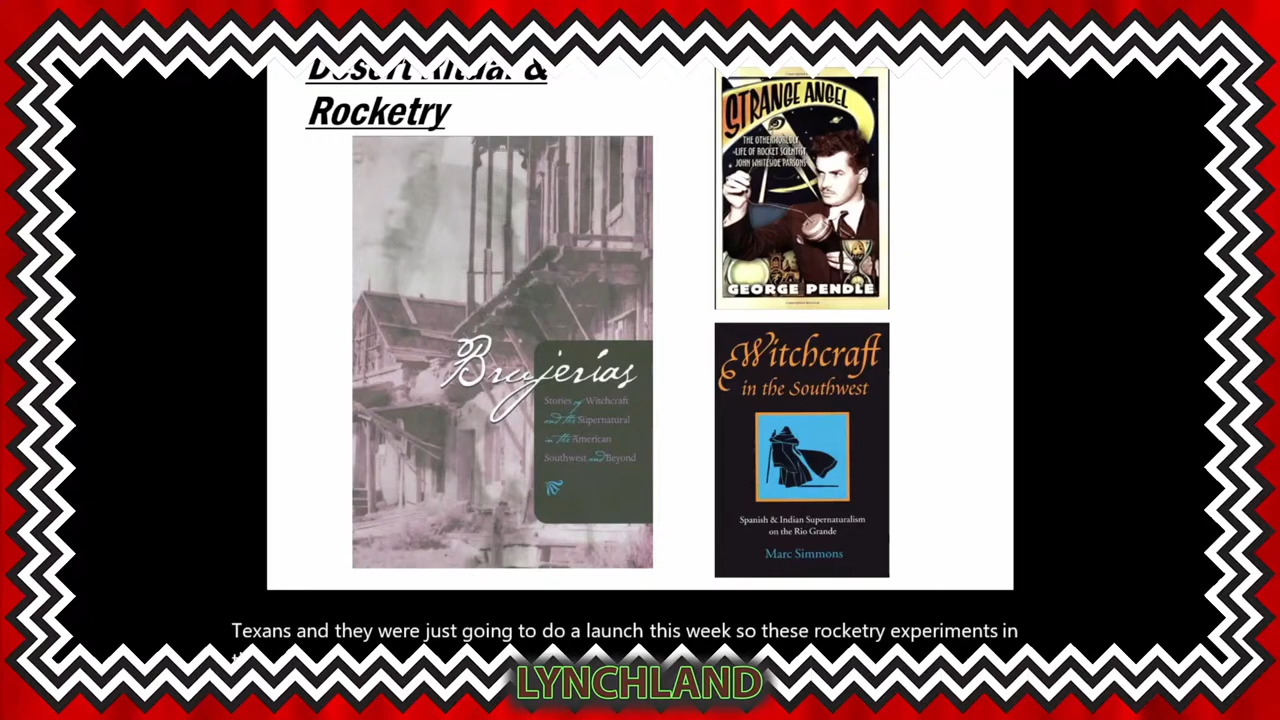 Desert Ritual &
Rocketry
STRANGE ANGEL
THE OTHERWORLDLY
LIFE OF ROCKET SCIENTIST
JOHN WHITESIDE PARSONS
GEORGE PENDLE
Brujerías
Stories of Witchcraft
and the Supernatural
in the American
Southwest and Beyond
Witchcraft
in the Southwest
Spanish & Indian Supernaturalism
on the Rio Grande
Marc Simmons
Texans and they were just going to do a launch this week so these rocketry experiments in
LYNCHLAND